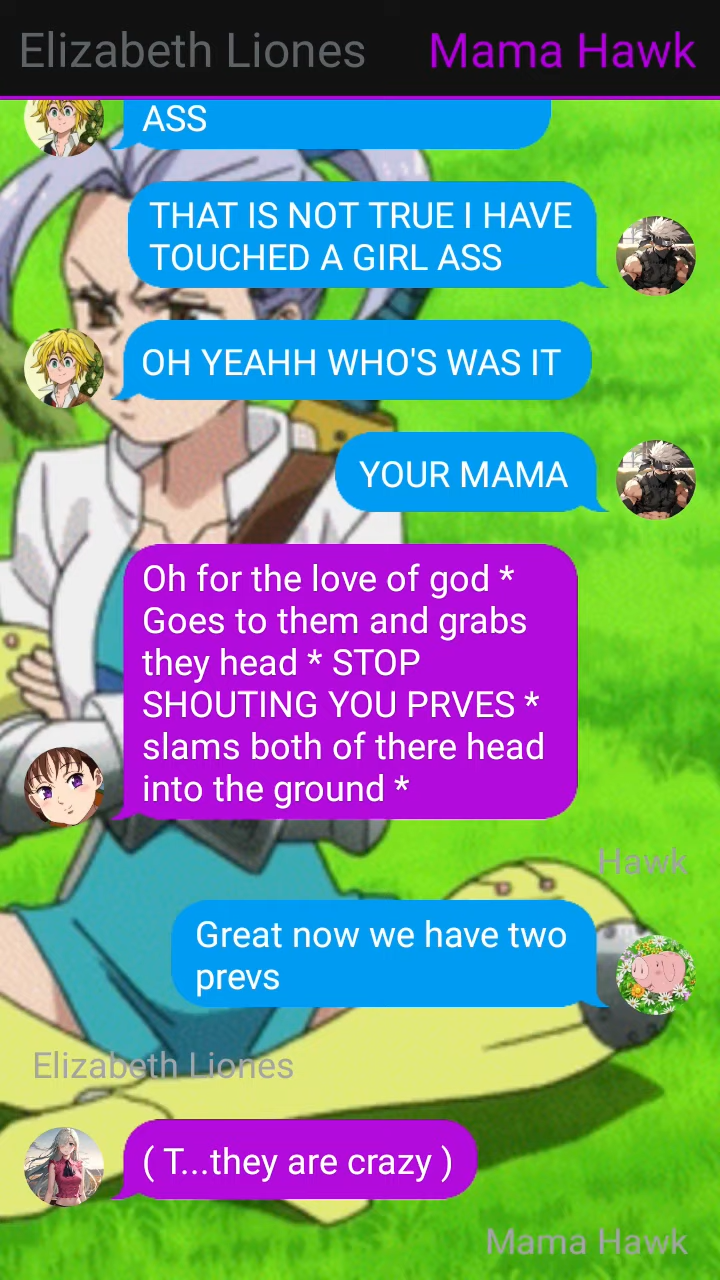 Elizabeth Liones
Mama Hawk
ASS
THAT IS NOT TRUE I HAVE
TOUCHED A GIRL ASS
OH YEAHH WHO'S WAS IT
YOUR MAMA
Oh for the love of god *
Goes to them and grabs
they head * STOP
SHOUTING YOU PRVES *
slams both of there head
into the ground *
Hawk
Great now we have two
prevs
Elizabeth Liones
( T...they are crazy )
Mama Hawk